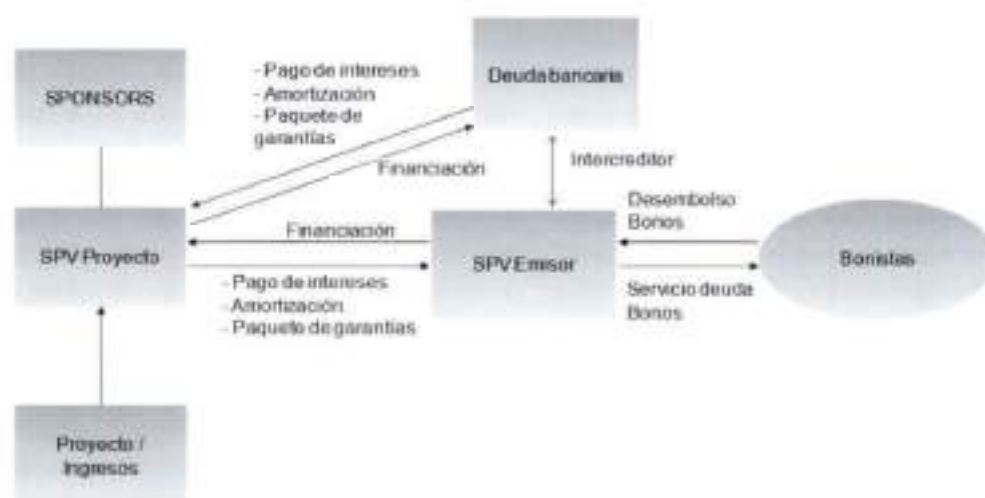 SPONSORS
- Pago de intereses
- Amortización
- Paquete de
garantías
Deuda bancaria
Financiación
Intercreditor
Desembolso
Bonos
SPV Proyecto
Financiación
SPV Emisor
Bonistas
- Pago de intereses
- Amortización
- Paquete de garantías
Servicio deuda
Bonos
Proyecto /
Ingresos